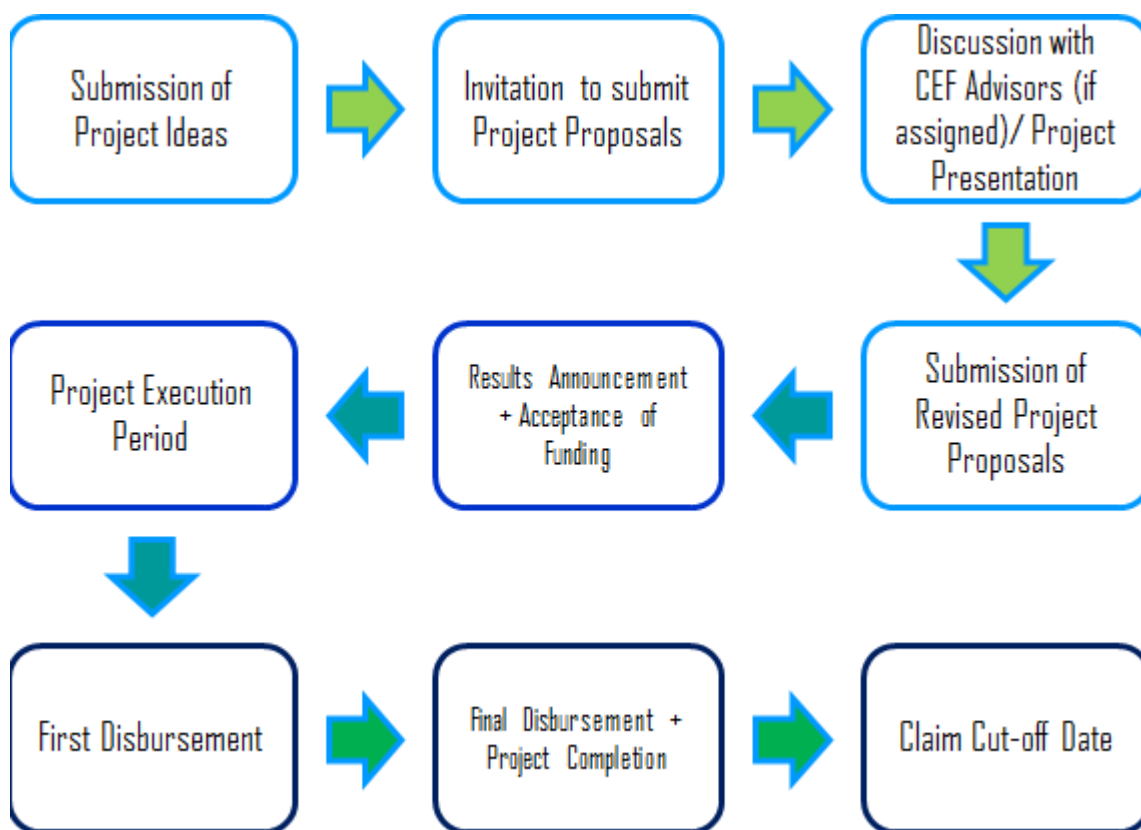 Submission of
Project Ideas
Invitation to submit
Project Proposals
Discussion with
CEF Advisors (if
assigned)/ Project
Presentation
Submission of
Revised Project
Proposals
Results Announcement
+ Acceptance of
Funding
Project Execution
Period
First Disbursement
Final Disbursement +
Project Completion
Claim Cut-off Date